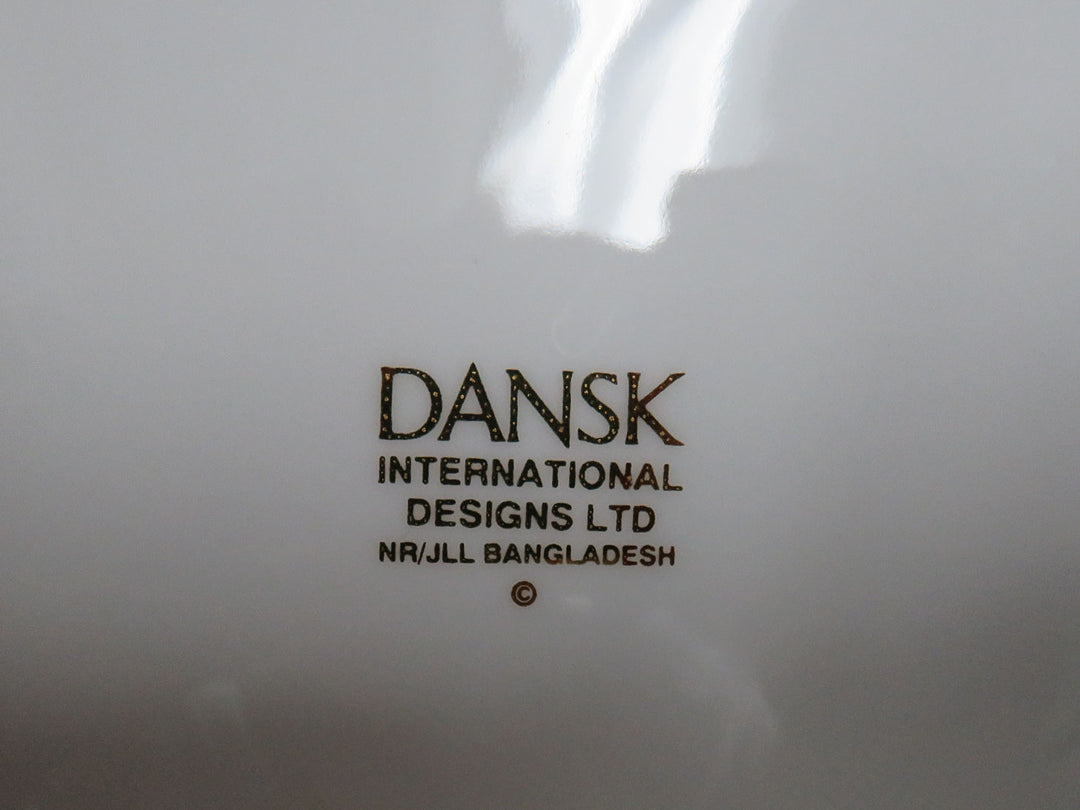 DANSK
INTERNATIONAL
DESIGNS LTD
NR/JLL BANGLADESH
©